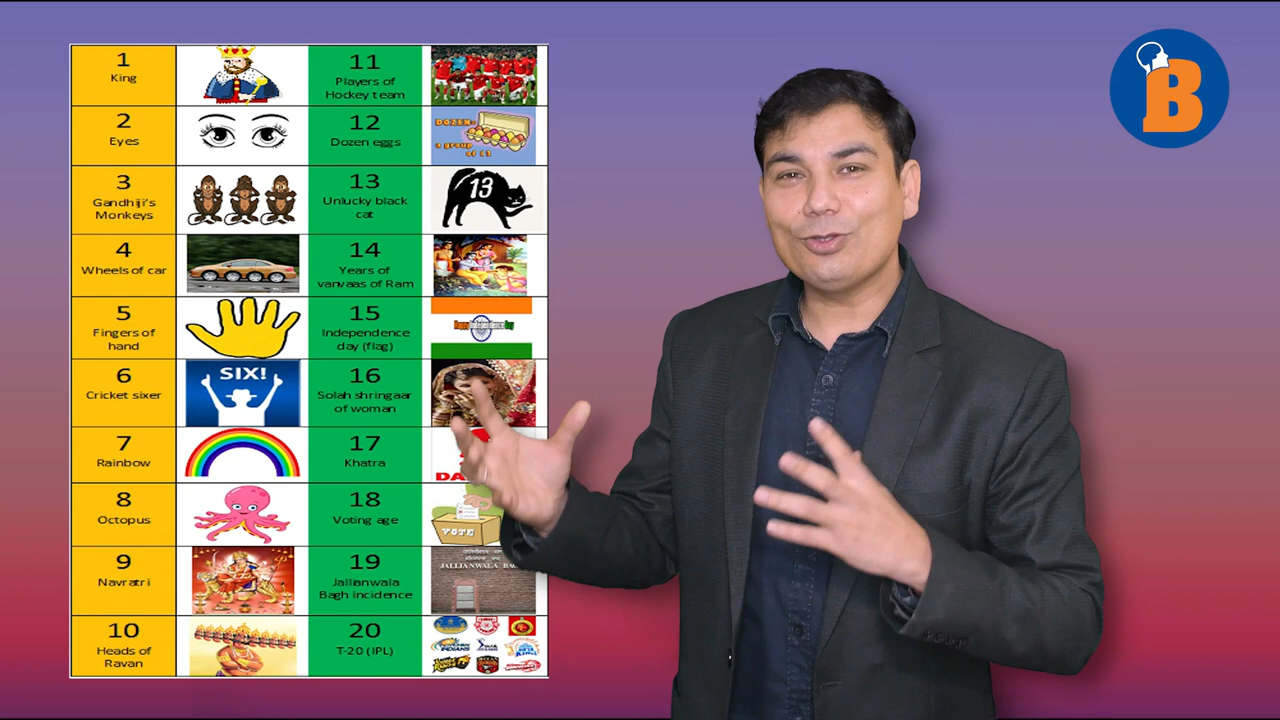 1
King
2
Eyes
3
Gandhiji's
Monkeys
4
Wheels of car
5
Fingers of
hand
6
Cricket sixer
SIX!
7
Rainbow
8
Octopus
9
Navratri
10
Heads of
Ravan
11
Players of
Hockey team
12
Dozen eggs
DOZEN-
a group
of 12
13
Unlucky black
cat
13
14
Years of
vanvaas of Ram
15
Independence
day (flag)
16
Solah shringaar
of woman
17
Khatra
DA
18
Voting age
VOTE
19
Jallianwala
Bagh incidence
JALLIANWALA BAG
20
T-20 (IPL)
INDIANS
B